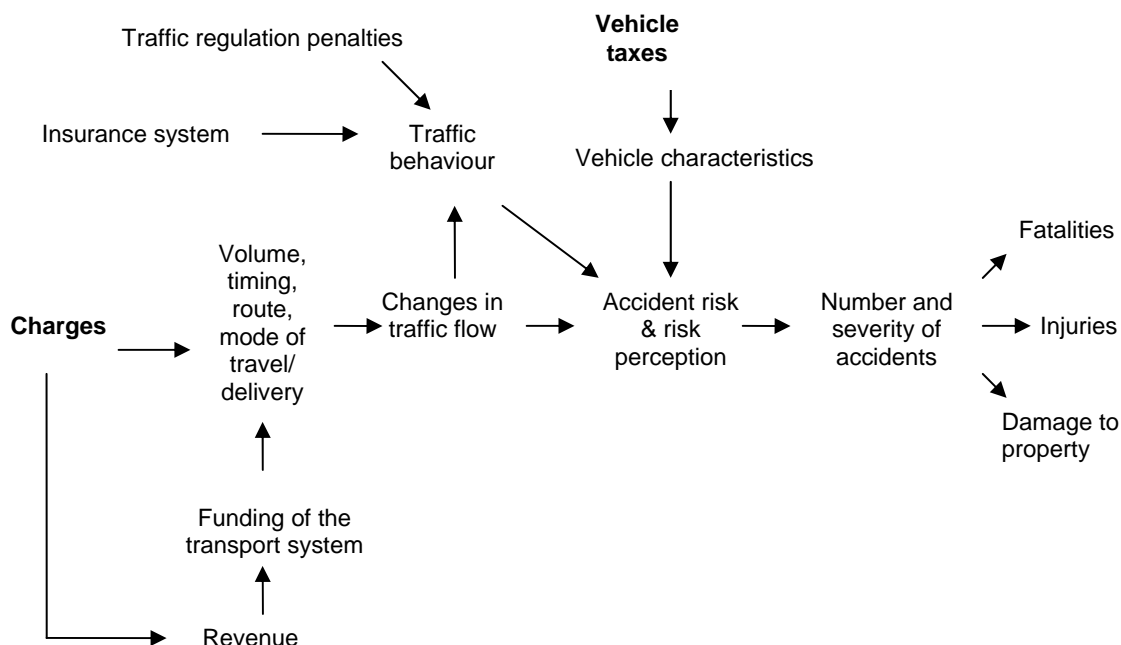 Traffic regulation penalties
Vehicle
taxes
Insurance system
Traffic
behaviour
Vehicle characteristics
Charges
Volume,
timing,
route,
mode of
travel/
delivery
Changes in
traffic flow
Accident risk
& risk
perception
Number and
severity of
accidents
Fatalities
Injuries
Damage to
property
Funding of the
transport system
Revenue